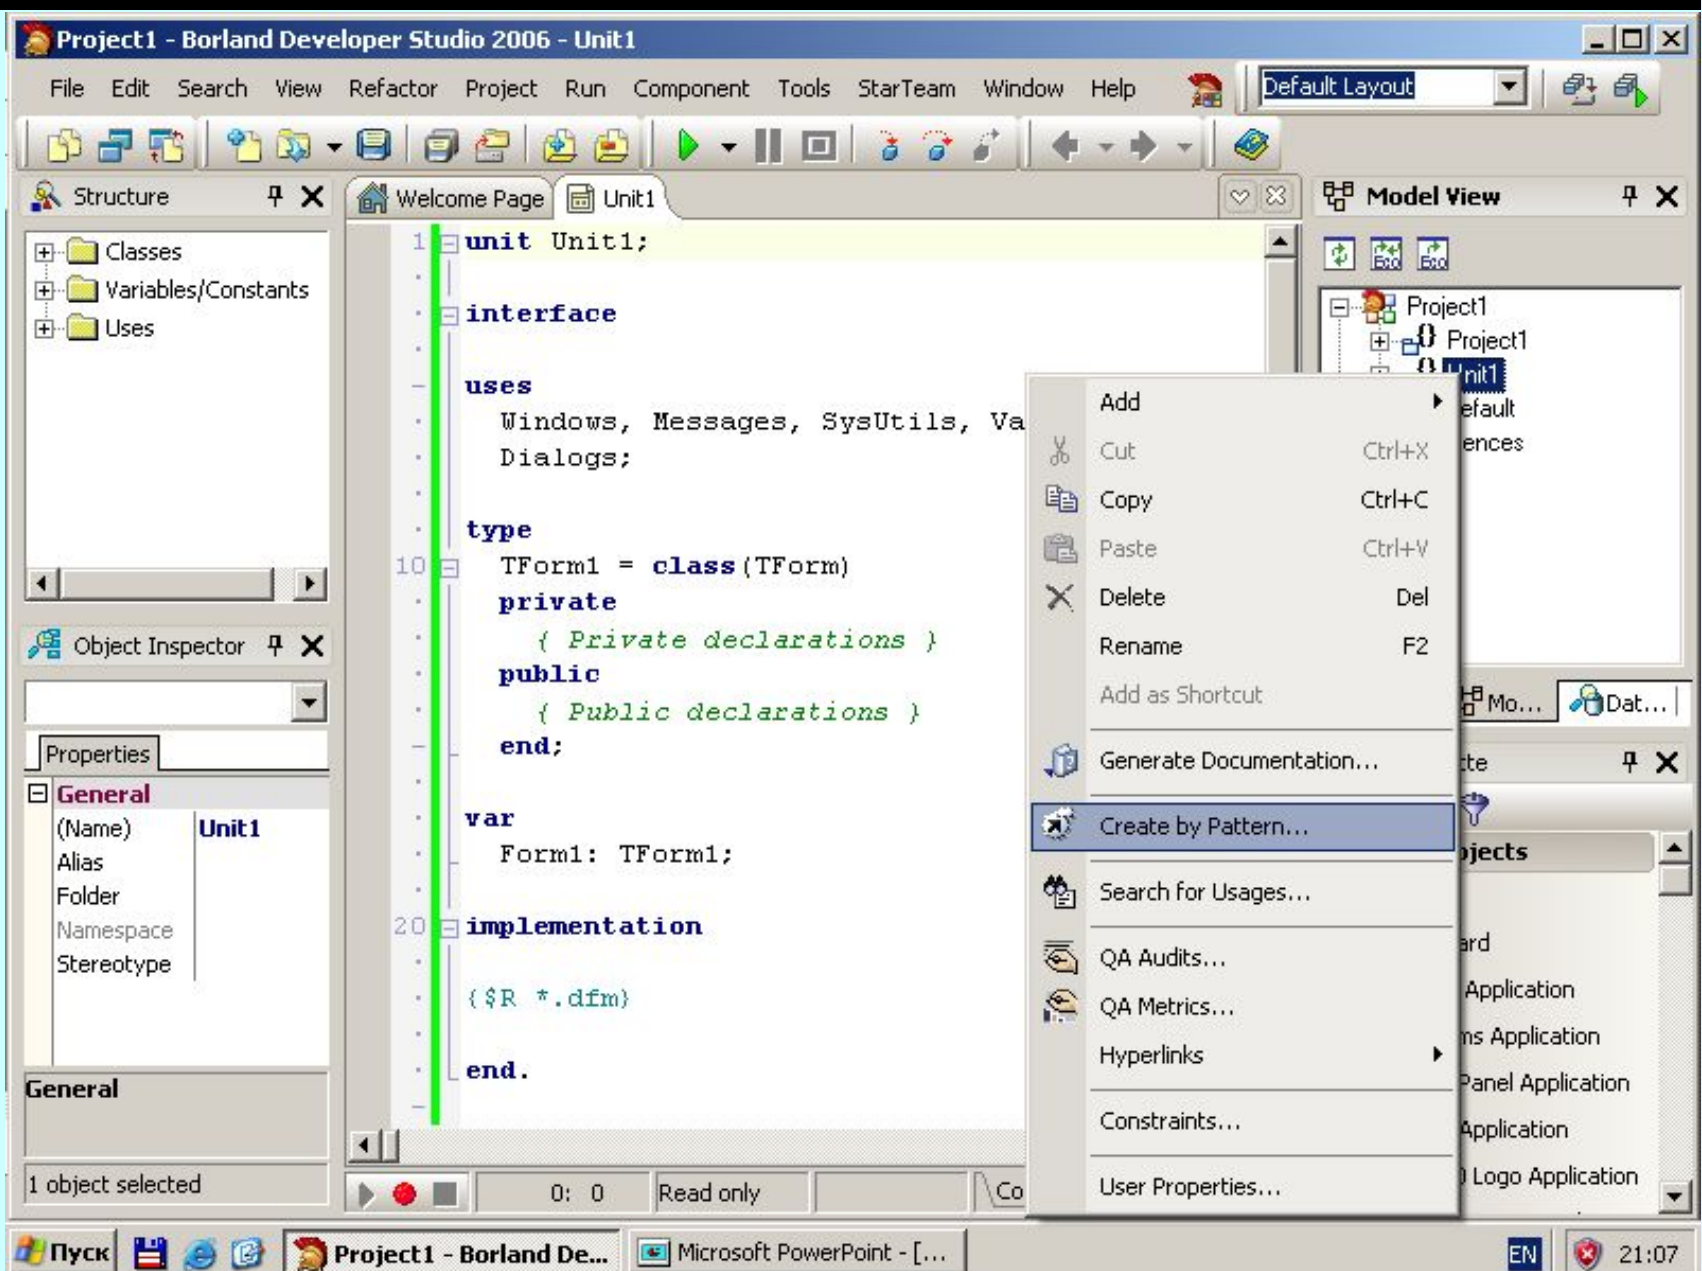 Project1 - Borland Developer Studio 2006 - Unit1
File Edit Search View Refactor Project Run Component Tools StarTeam Window Help
Default Layout
Structure
Classes
Variables/Constants
Uses
Object Inspector
Properties
General
(Name) Unit1
Alias
Folder
Namespace
Stereotype
General
1 object selected
Welcome Page
Unit1
1 unit Unit1;
interface
uses
Windows, Messages, SysUtils, Va
Dialogs;
type
10 TForm1 = class(TForm)
private
{ Private declarations }
public
{ Public declarations }
end;
var
Form1: TForm1;
20 implementation
{$R *.dfm}
end.
0: 0 Read only
Co
Model View
Eco Eco
Project1
Project1
Unit1
efault
ences
Add
Cut Ctrl+X
Copy Ctrl+C
Paste Ctrl+V
Delete Del
Rename F2
Add as Shortcut
Generate Documentation...
Create by Pattern...
Search for Usages...
QA Audits...
QA Metrics...
Hyperlinks
Constraints...
User Properties...
Mo... Dat...
tte
jects
ard
Application
ns Application
Panel Application
Application
Logo Application
Пуск
Project1 - Borland De...
Microsoft PowerPoint - [...
EN
21:07